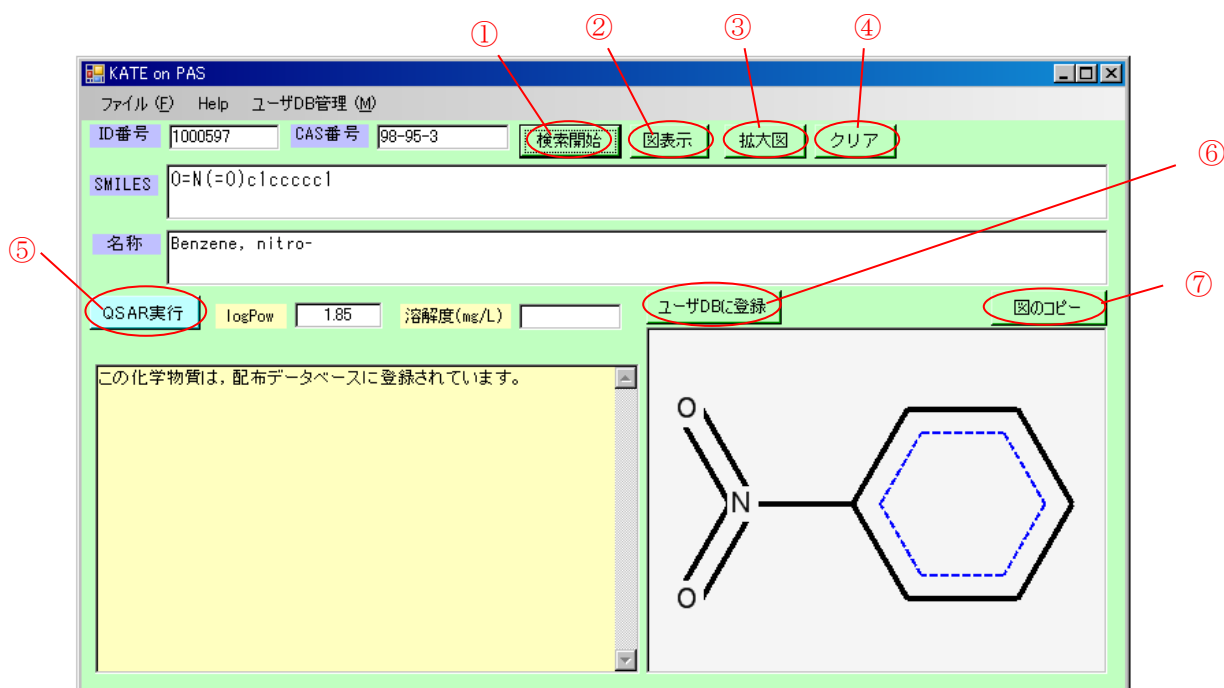 ① ② ③ ④
KATE on PAS
ファイル (F) Help ユーザDB管理 (M)
ID番号 1000597 CAS番号 98-95-3 検索開始 図表示 拡大図 クリア
⑥
SMILES O=N(=O)c1ccccc1
名称 Benzene, nitro-
⑤
⑦
QSAR実行 logPow 1.85 溶解度(mg/L) ユーザDBに登録 図のコピー
この化学物質は，配布データベースに登録されています。
O
N
O